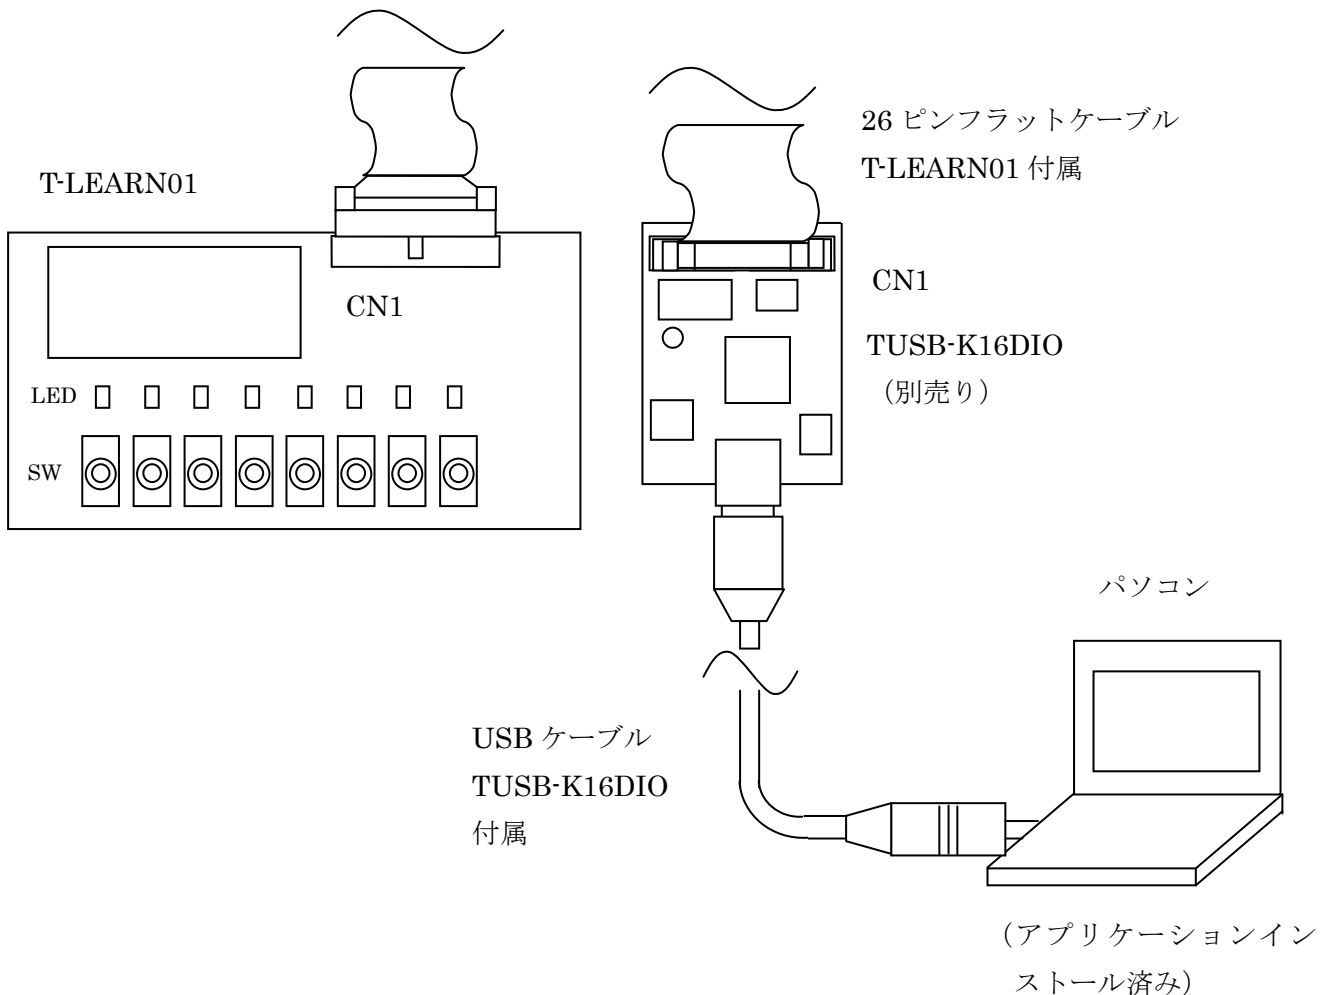 26 ピンフラットケーブル
T-LEARN01 付属
T-LEARN01
CN1
CN1
TUSB-K16DIO
（別売り）
LED
SW
パソコン
USB ケーブル
TUSB-K16DIO
付属
（アプリケーションイン
ストール済み）